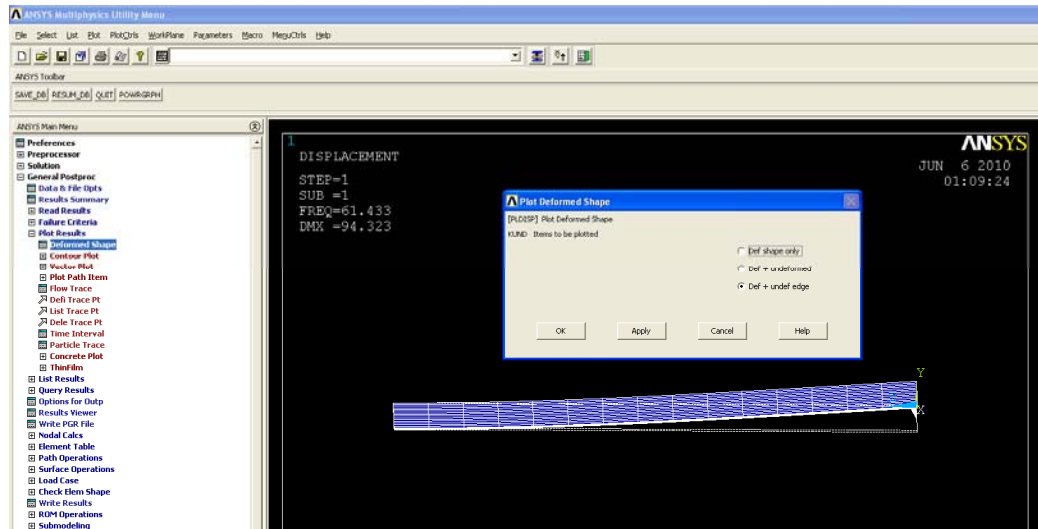 ANSYS Multiphysics Utility Menu
File Select List Plot PlotCtrls WorkPlane Parameters Macro MenuCtrls Help
ANSYS Toolbar
SAVE_DB RESUM_DB QUIT POWRGRPH
ANSYS Main Menu
Preferences
Preprocessor
Solution
General Postproc
Data & File Opts
Results Summary
Read Results
Failure Criteria
Plot Results
Deformed Shape
Contour Plot
Vector Plot
Plot Path Item
Flow Trace
Defi Trace Pt
List Trace Pt
Dele Trace Pt
Time Interval
Particle Trace
Concrete Plot
ThinFilm
List Results
Query Results
Options for Outp
Results Viewer
Write PGR File
Nodal Calcs
Element Table
Path Operations
Surface Operations
Load Case
Check Elem Shape
Write Results
ROM Operations
Submodeling
1
DISPLACEMENT
STEP=1
SUB =1
FREQ=61.433
DMX =94.323
ANSYS
JUN 6 2010
01:09:24
Plot Deformed Shape
[PLDISP] Plot Deformed Shape
KUND Items to be plotted
Def shape only
Def + undeformed
Def + undef edge
OK Apply Cancel Help
Y
X